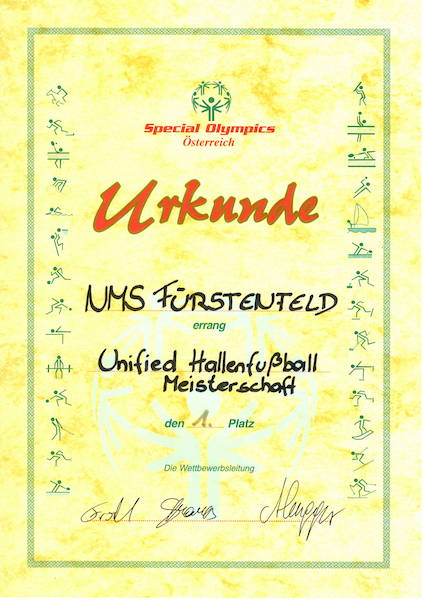 Special Olympics
Österreich
Urkunde
NMS FÜRSTENFELD
errang
Unified Hallenfußball
Meisterschaft
den 1. Platz
Die Wettbewerbsleitung